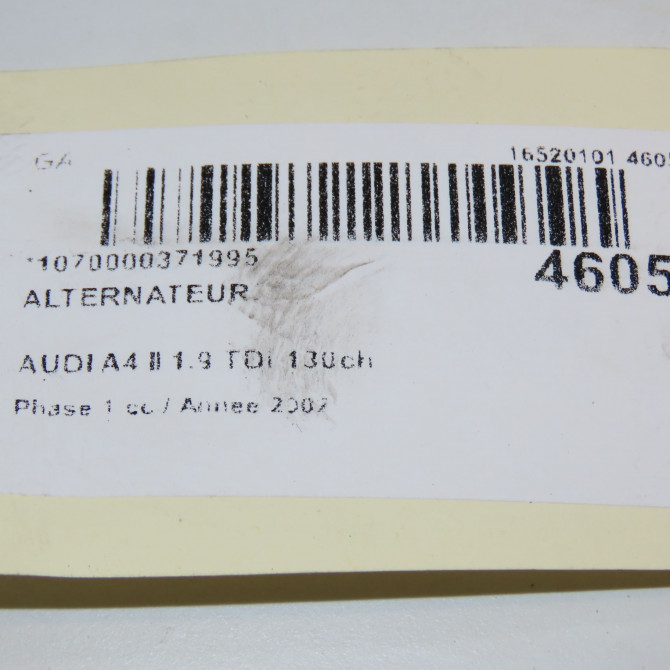 GA
16520101 4605
*1070000371995
4605
ALTERNATEUR
AUDI A4 II 1.9 TDI 130ch
Phase 1 cc / Annee 2002